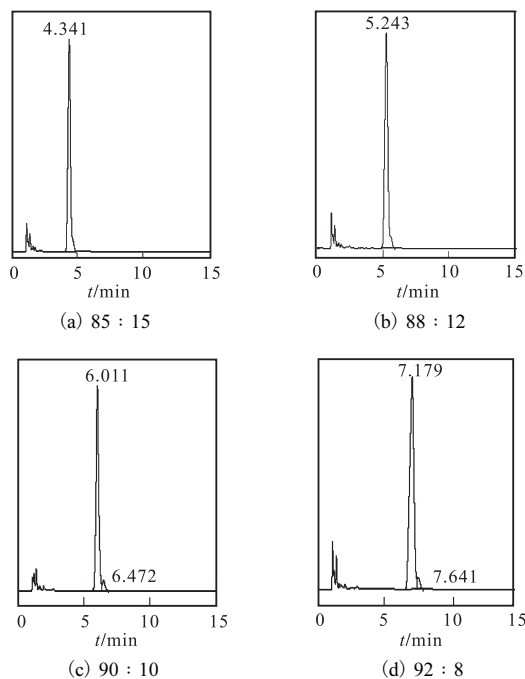 4.341
0 5 10 15
t/min
(a) 85 : 15
5.243
0 5 10 15
t/min
(b) 88 : 12
6.011
6.472
0 5 10 15
t/min
(c) 90 : 10
7.179
7.641
0 5 10 15
t/min
(d) 92 : 8